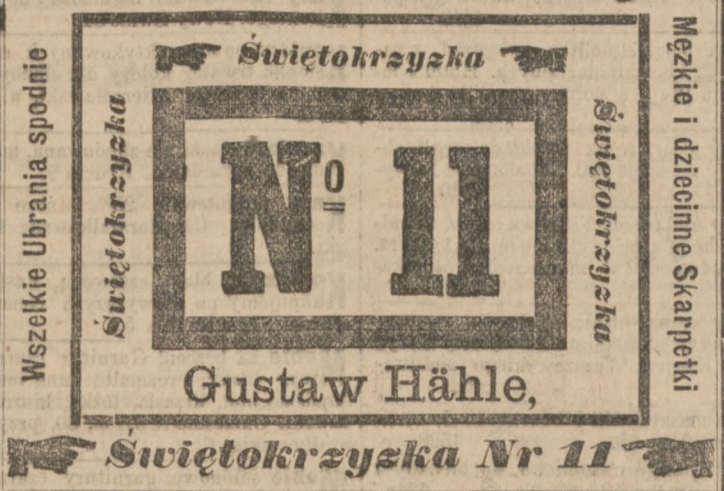 Wszelkie Ubrania, spodnie
Świętokrzyzka
Świętokrzyzka
№ 11
Świętokrzyzka
Gustaw Hähle,
Męzkie i dziecinne Skarpetki
Świętokrzyzka Nr 11